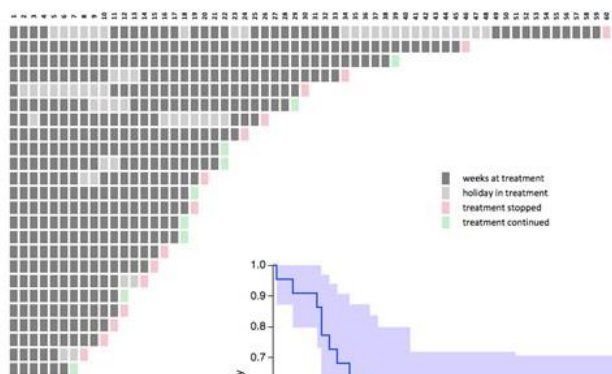 1 2 3 4 5 6 7 8 9 10 11 12 13 14 15 16 17 18 19 20 21 22 23 24 25 26 27 28 29 30 31 32 33 34 35 36 37 38 39 40 41 42 43 44 45 46 47 48 49 50 51 52 53 54 55 56 57 58 59 60
weeks at treatment
holiday in treatment
treatment stopped
treatment continued
1.0
0.9
0.8
0.7